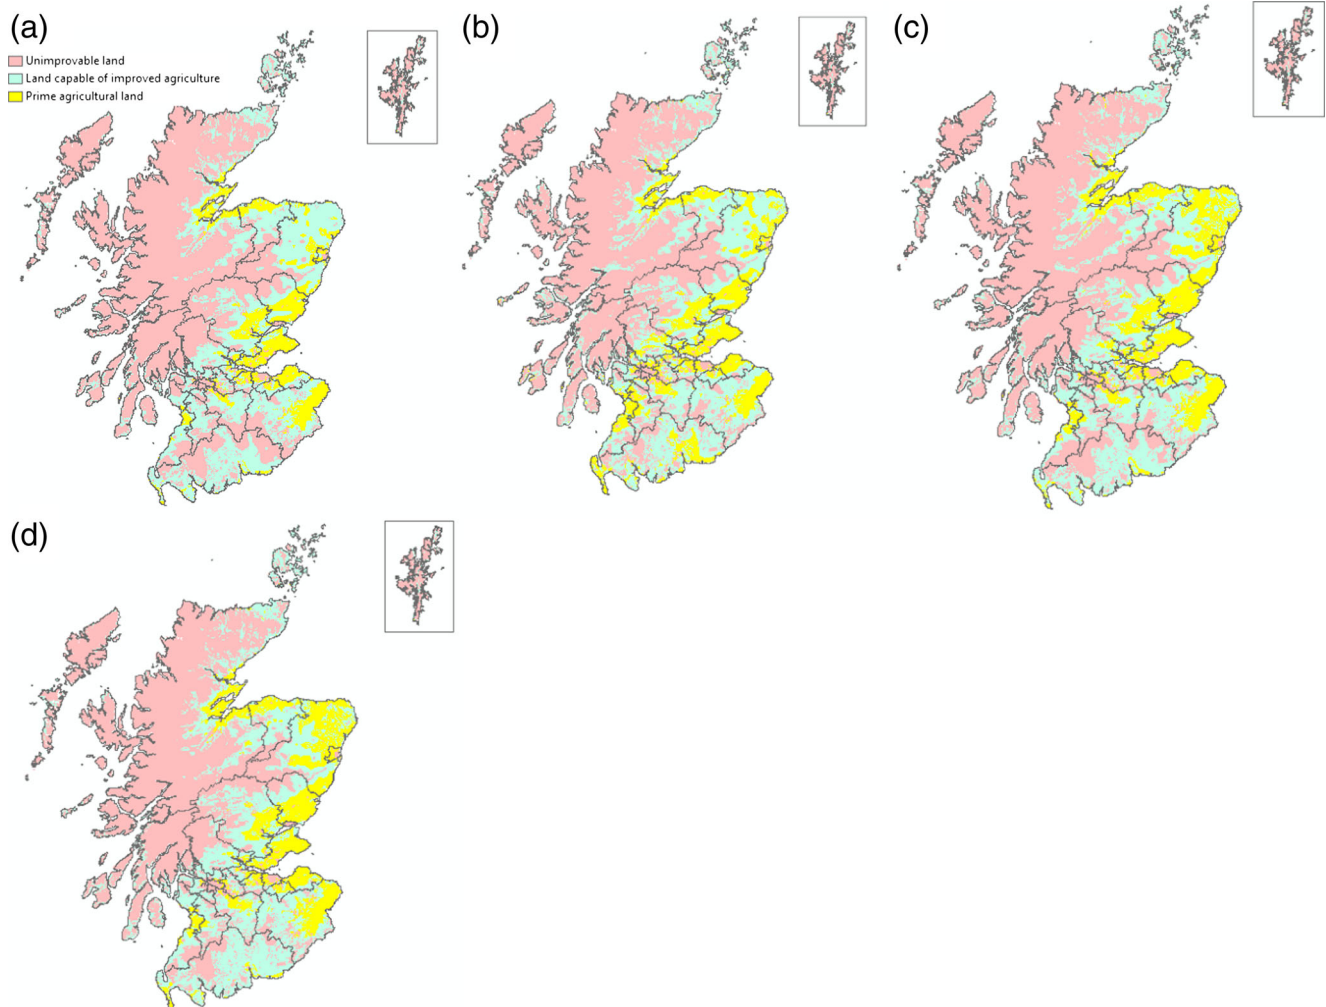 (a)
(b)
(c)
Unimprovable land
Land capable of improved agriculture
Prime agricultural land
(d)